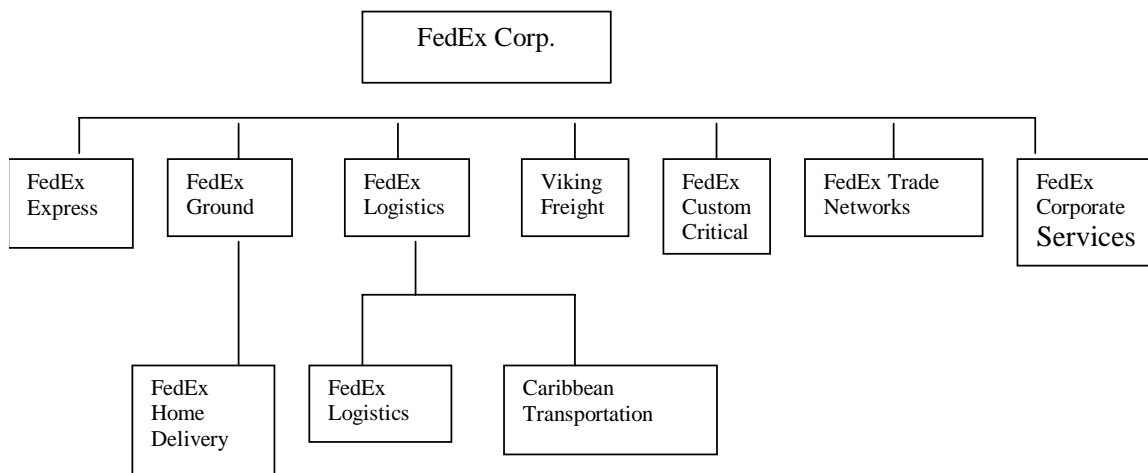 FedEx Corp.
FedEx
Express
FedEx
Ground
FedEx
Logistics
Viking
Freight
FedEx
Custom
Critical
FedEx Trade
Networks
FedEx
Corporate
Services
FedEx
Home
Delivery
FedEx
Logistics
Caribbean
Transportation